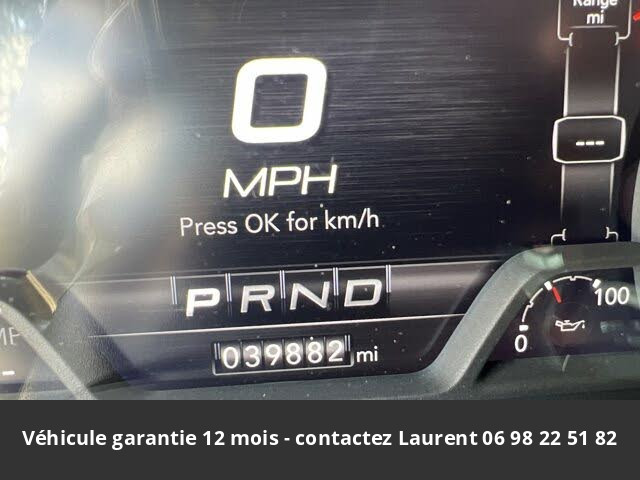 Range
mi
0
MPH
Press OK for km/h
---
P R N D
100
0
039882 mi
Véhicule garantie 12 mois - contactez Laurent 06 98 22 51 82